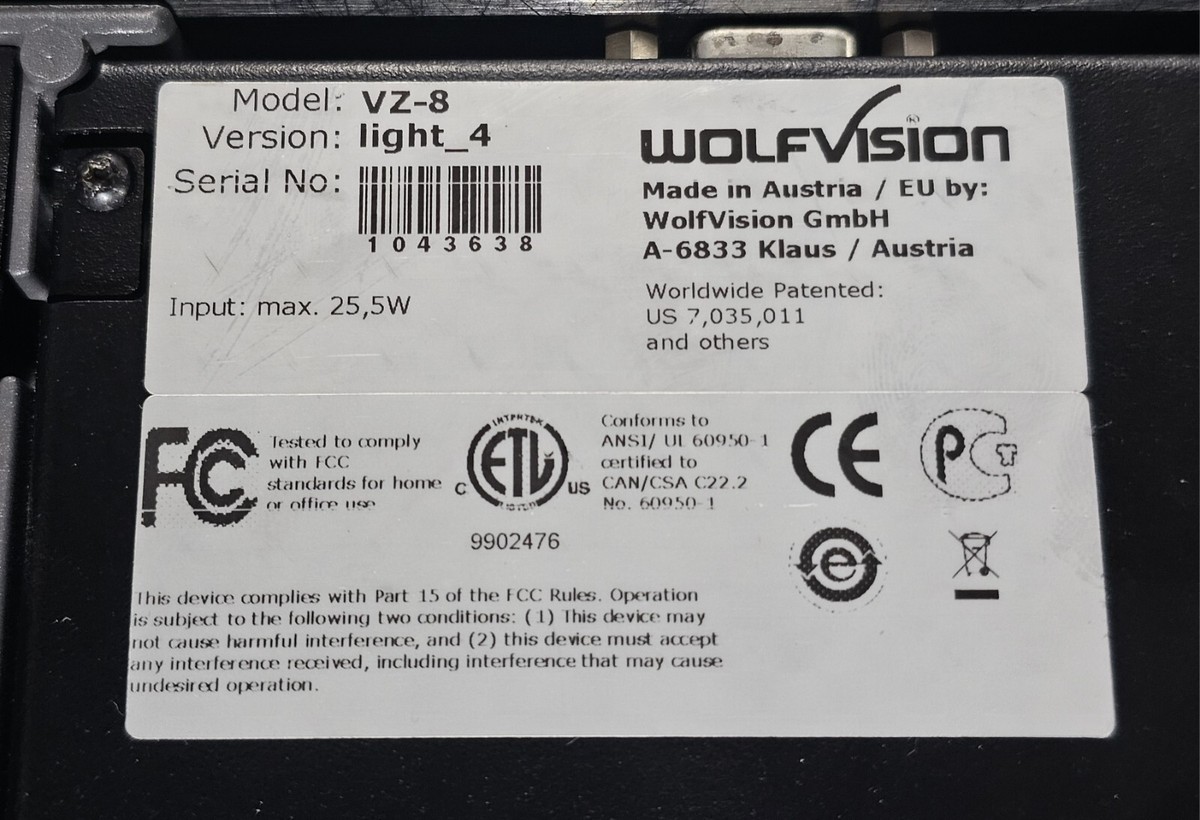 Model: VZ-8
Version: light_4
Serial No:
1043638
Input: max. 25,5W
WOLFVISION®
Made in Austria / EU by:
WolfVision GmbH
A-6833 Klaus / Austria
Worldwide Patented:
US 7,035,011
and others
FC
Tested to comply
with FCC
standards for home
or office use
INTERTEK
C ETL US
LISTED
9902476
Conforms to
ANSI/ UL 60950-1
certified to
CAN/CSA C22.2
No. 60950-1
CE
PCT
e
This device complies with Part 15 of the FCC Rules. Operation
is subject to the following two conditions: (1) This device may
not cause harmful interference, and (2) this device must accept
any interference received, including interference that may cause
undesired operation.